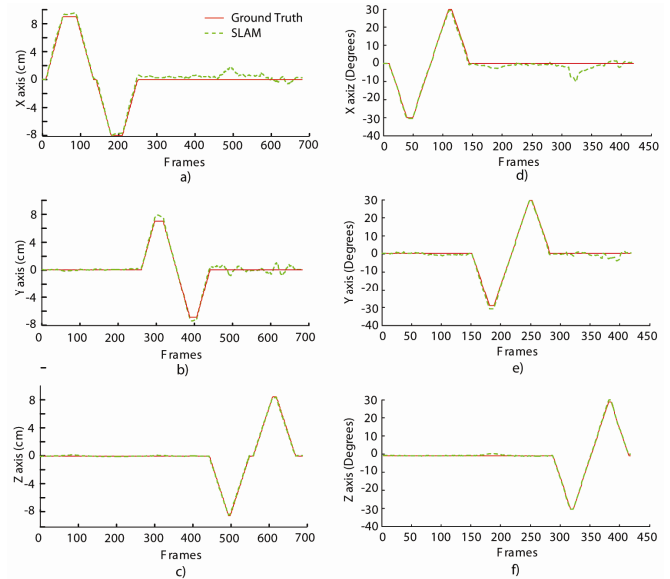 Ground Truth
SLAM
X axis (cm)
8
4
0
-4
-8
0 100 200 300 400 500 600 700
Frames
a)
X axiz (Degrees)
30
20
10
0
-10
-20
-30
-40
0 50 100 150 200 250 300 350 400 450
Frames
d)
Y axis (cm)
8
4
0
-4
-8
0 100 200 300 400 500 600 700
Frames
b)
Y axis (Degrees)
30
20
10
0
-10
-20
-30
-40
0 50 100 150 200 250 300 350 400 450
Frames
e)
Z axis (cm)
8
4
0
-4
-8
0 100 200 300 400 500 600 700
Frames
c)
Z axis (Degrees)
30
20
10
0
-10
-20
-30
-40
0 50 100 150 200 250 300 350 400 450
Frames
f)